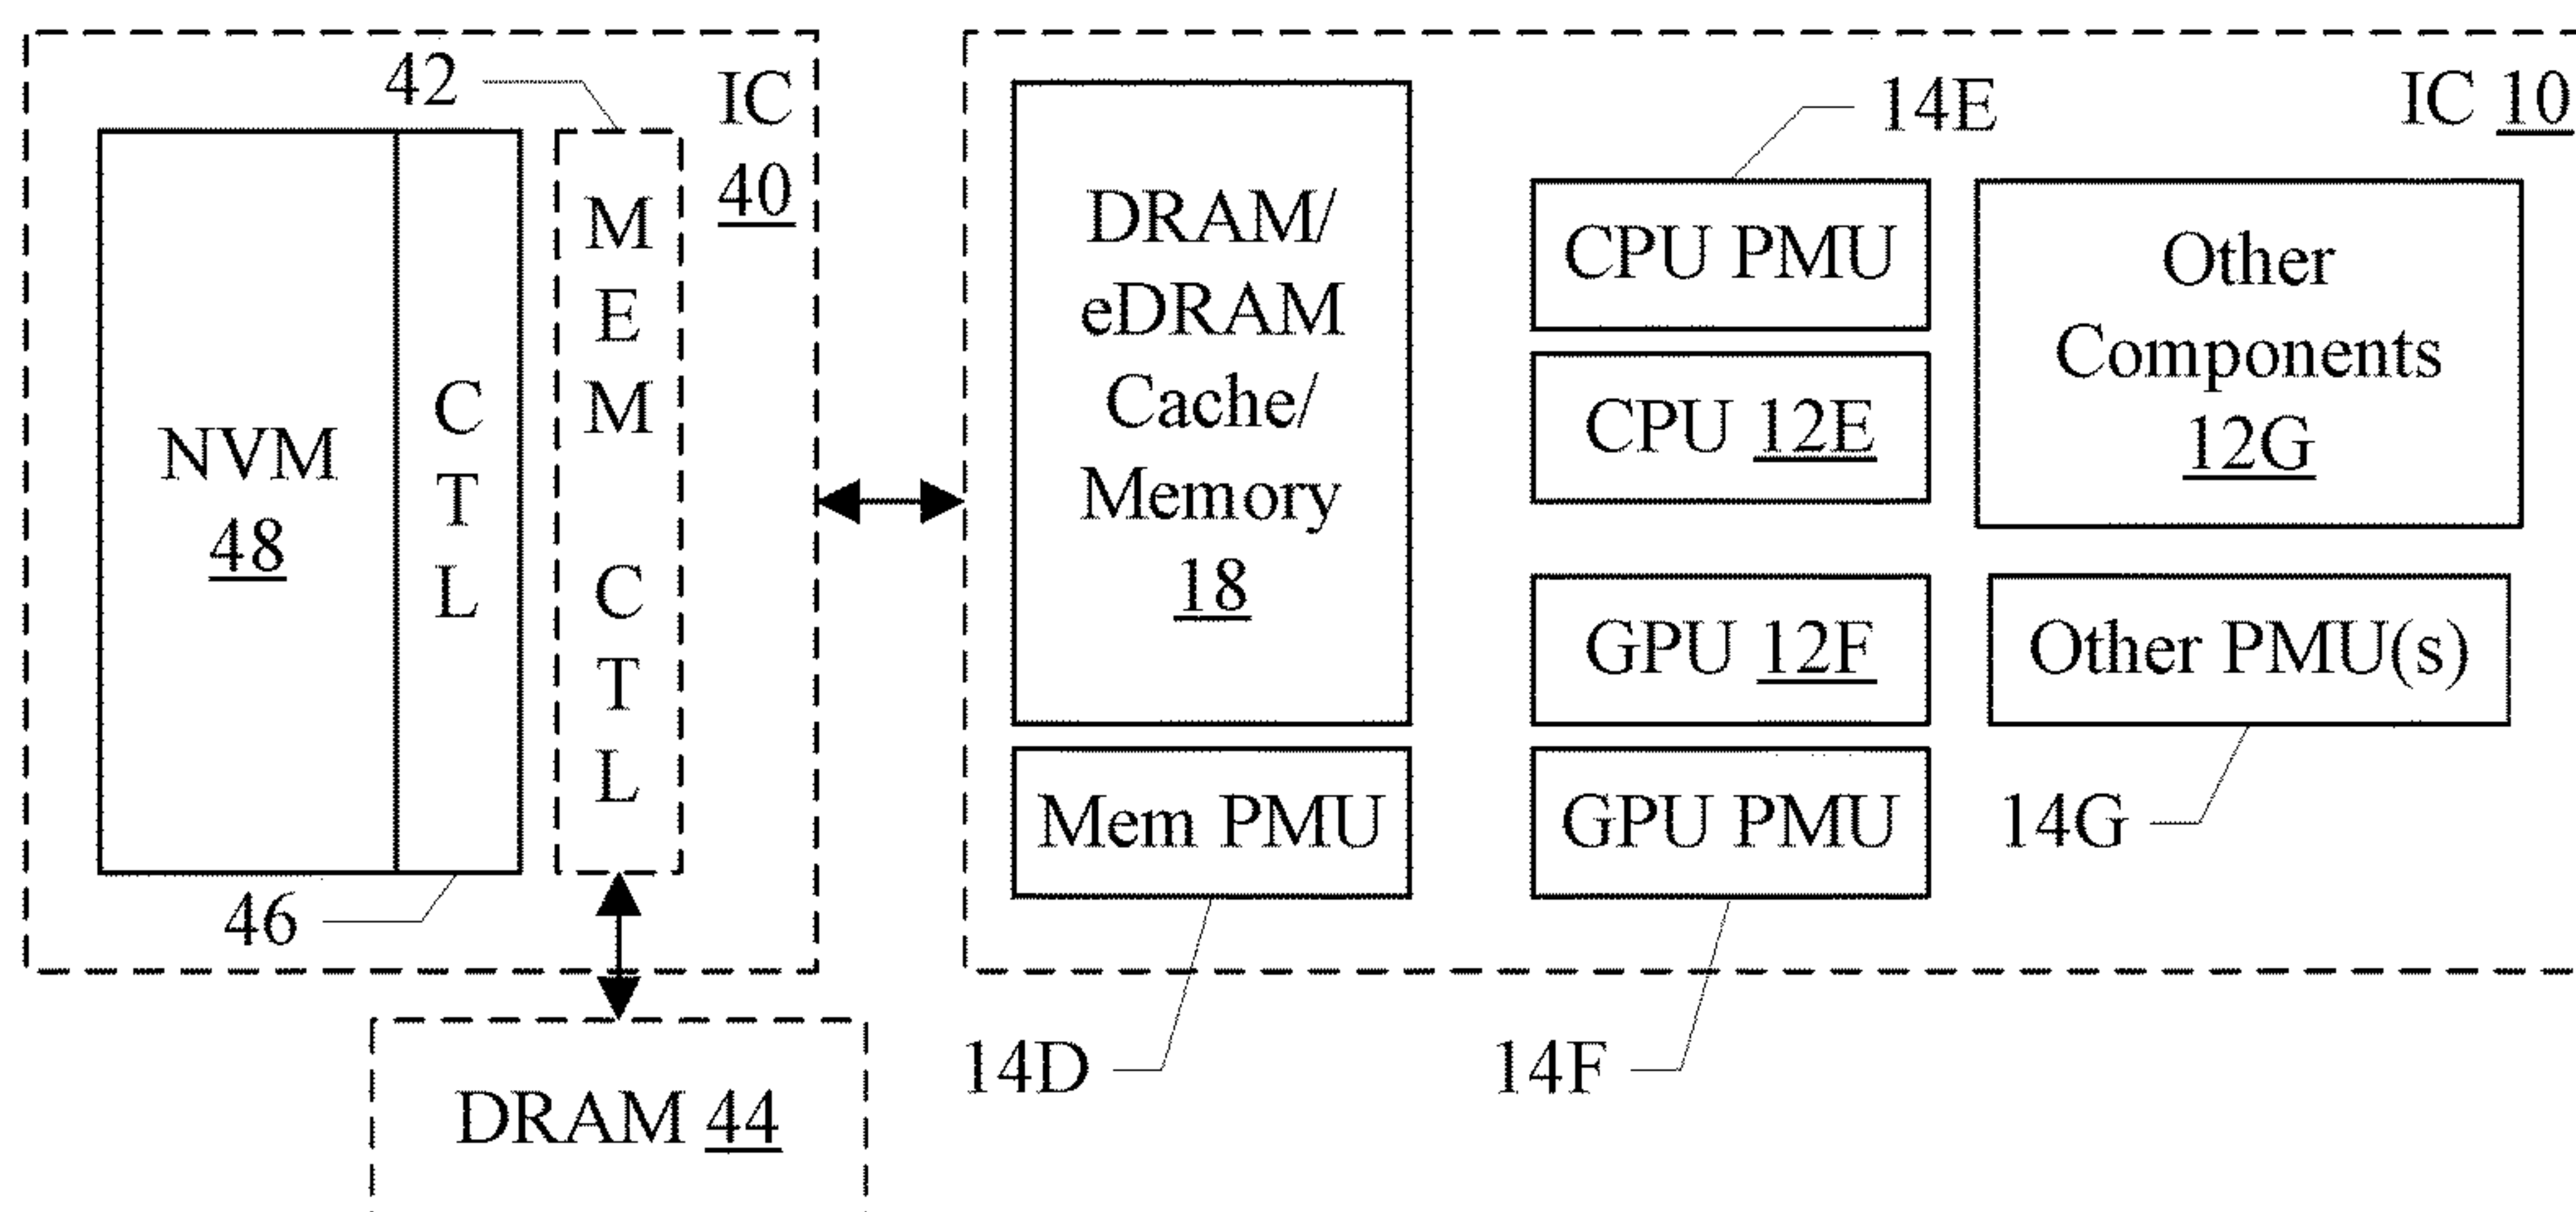 42
IC
40
NVM
48
C
T
L
M
E
M
C
T
L
46
DRAM 44
IC 10
DRAM/
eDRAM
Cache/
Memory
18
Mem PMU
14D
14E
CPU PMU
CPU 12E
GPU 12F
GPU PMU
14F
Other
Components
12G
Other PMU(s)
14G